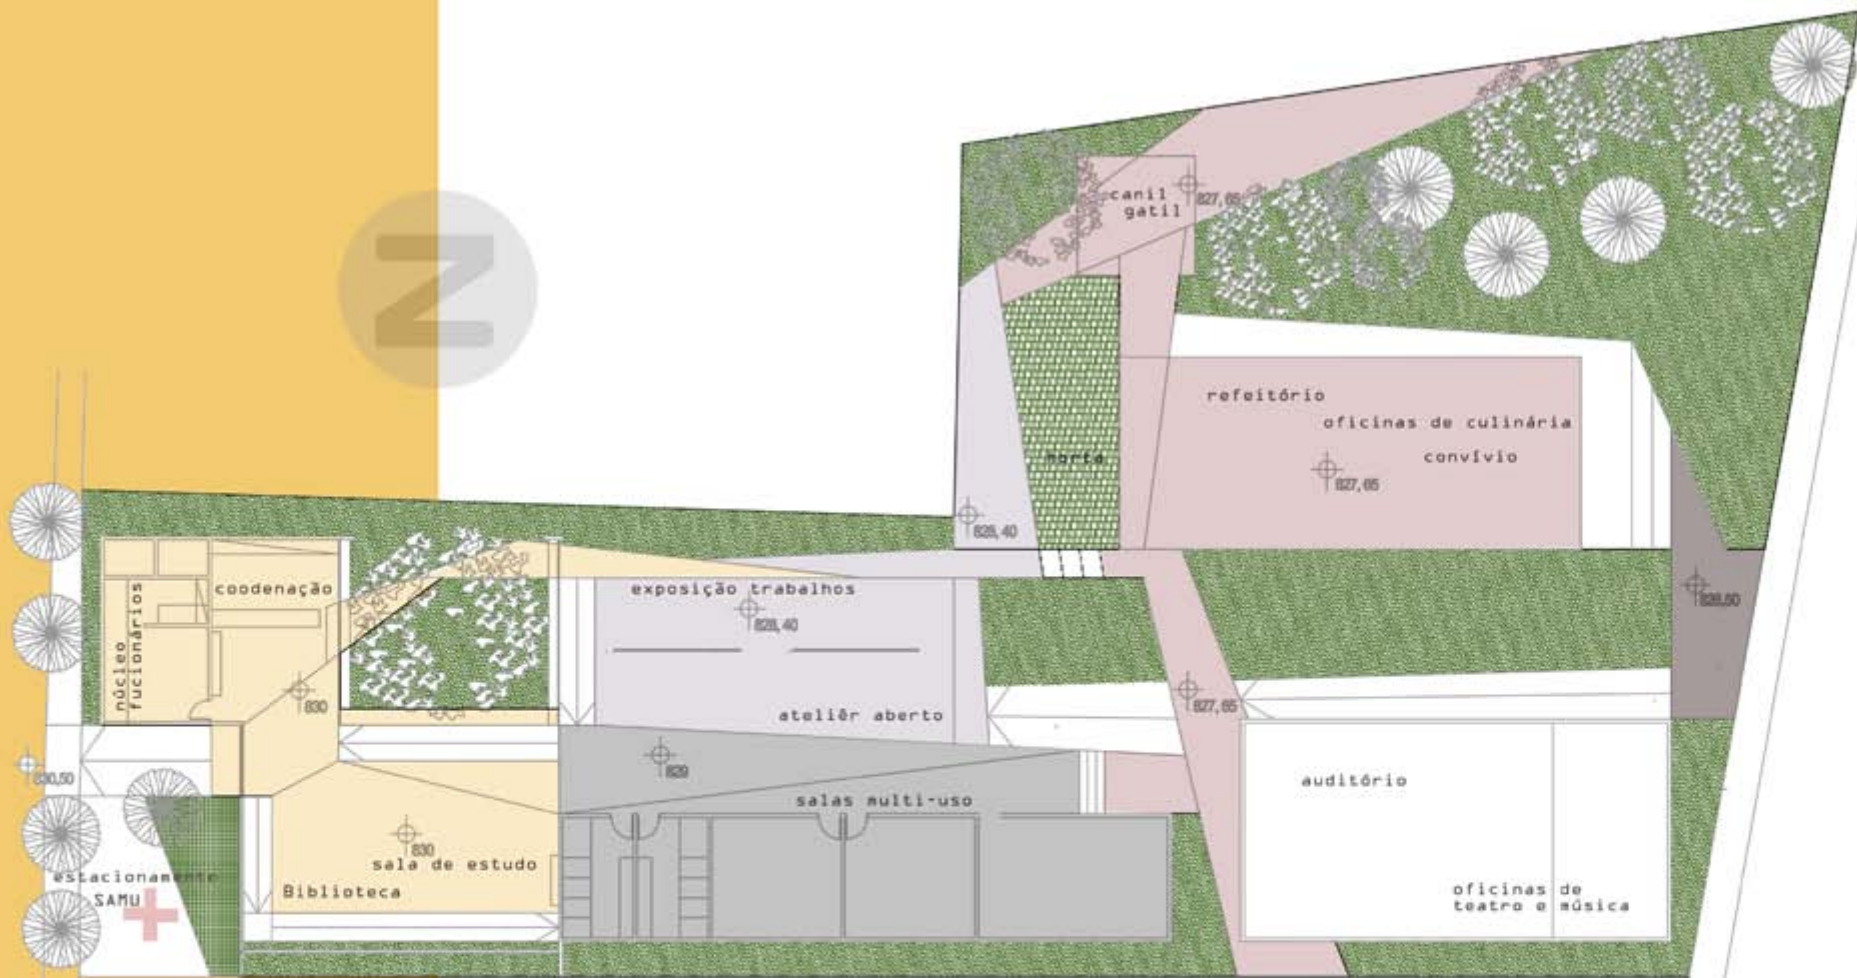 N
canil
gatil
827,65
refeitório
oficinas de culinária
convívio
827,65
horta
828,40
coodenação
núcleo
fucionários
exposição trabalhos
828,40
828,50
830
827,65
ateliêr aberto
830,50
829
auditório
salas multi-uso
830
sala de estudo
Biblioteca
estacionamento
SAMU
oficinas de
teatro e música